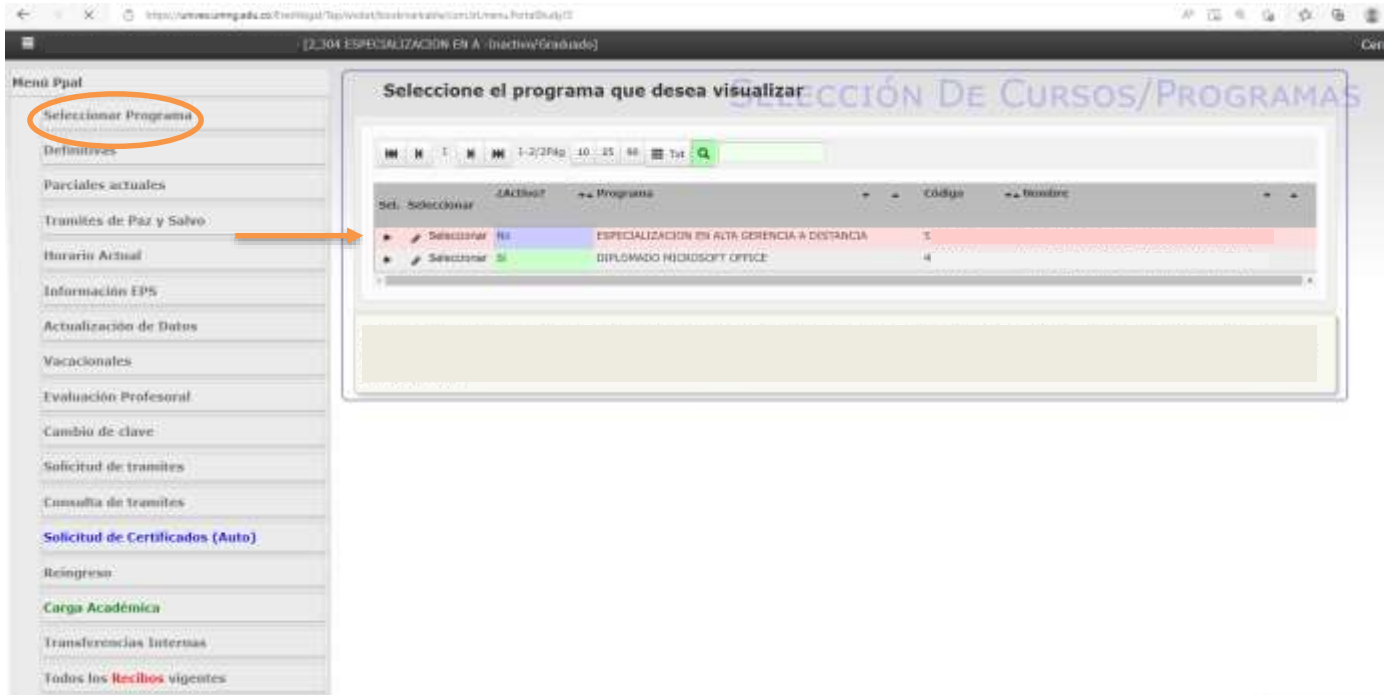 [2,304 ESPECIALIZACION EN A -Inactivo/Graduado]
Cerr
Menú Ppal
Seleccionar Programa
Definitivas
Parciales actuales
Tramites de Paz y Salvo
Horario Actual
Información EPS
Actualización de Datos
Vacacionales
Evaluación Profesoral
Cambio de clave
Solicitud de tramites
Consulta de tramites
Solicitud de Certificados (Auto)
Reingreso
Carga Académica
Transferencias Internas
Todos los Recibos vigentes
SELECCIÓN DE CURSOS/PROGRAMAS
Seleccione el programa que desea visualizar
1 1-2/2Pág 10 25 Txt
Sel. Seleccionar ¿Activo? Programa Código Nombre
Seleccionar No ESPECIALIZACION EN ALTA GERENCIA A DISTANCIA
Seleccionar Si DIPLOMADO MICROSOFT OFFICE 4